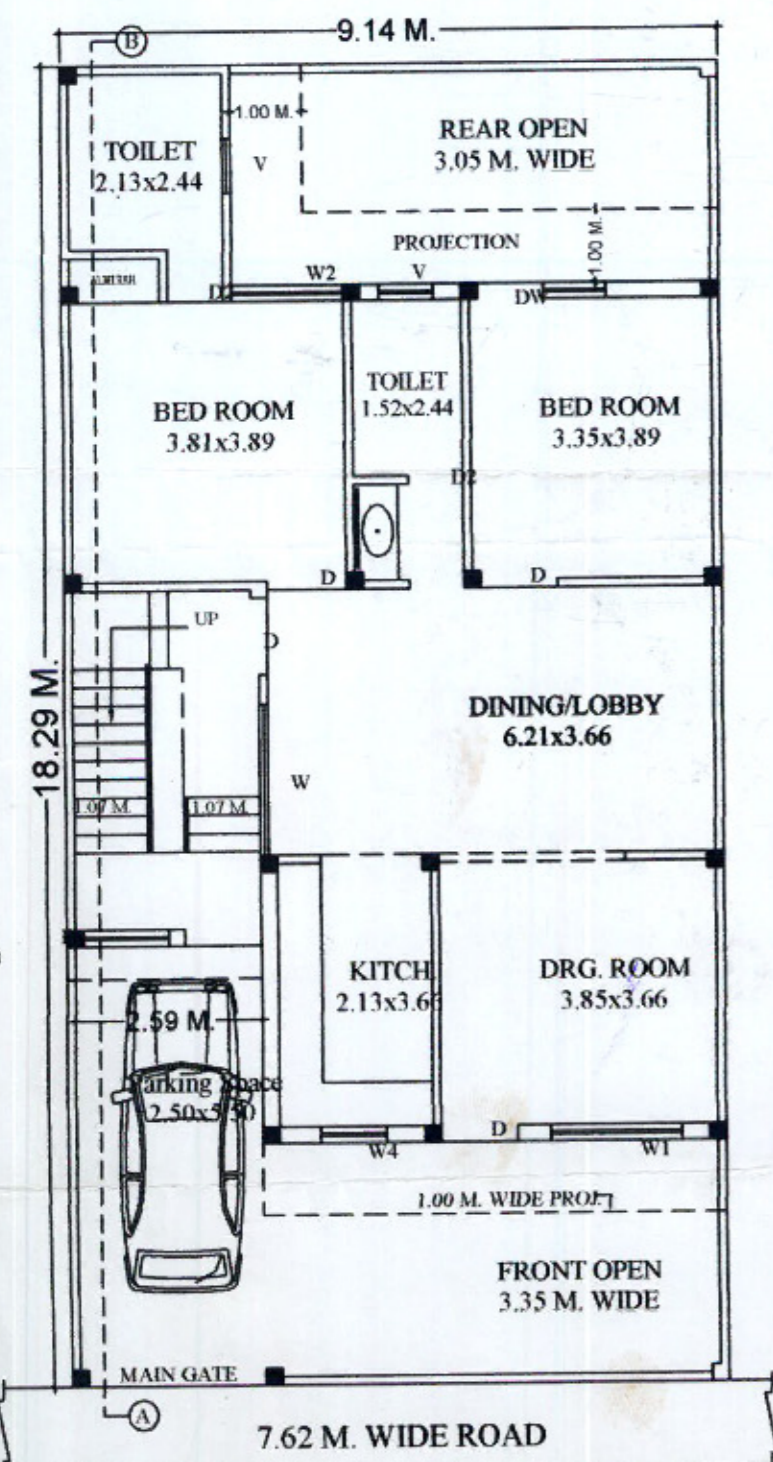 9.14 M.
B
1.00 M.
TOILET
2.13x2.44
V
REAR OPEN
3.05 M. WIDE
PROJECTION
1.00 M.
W2
V
DW
BED ROOM
3.81x3.89
TOILET
1.52x2.44
BED ROOM
3.35x3.89
D2
D
D
UP
D
18.29 M.
DINING/LOBBY
6.21x3.66
W
1.07 M.
1.07 M.
KITCH.
2.13x3.66
DRG. ROOM
3.85x3.66
2.59 M.
Parking Space
2.50x5.50
D
W4
W1
1.00 M. WIDE PROJ.
FRONT OPEN
3.35 M. WIDE
MAIN GATE
A
7.62 M. WIDE ROAD